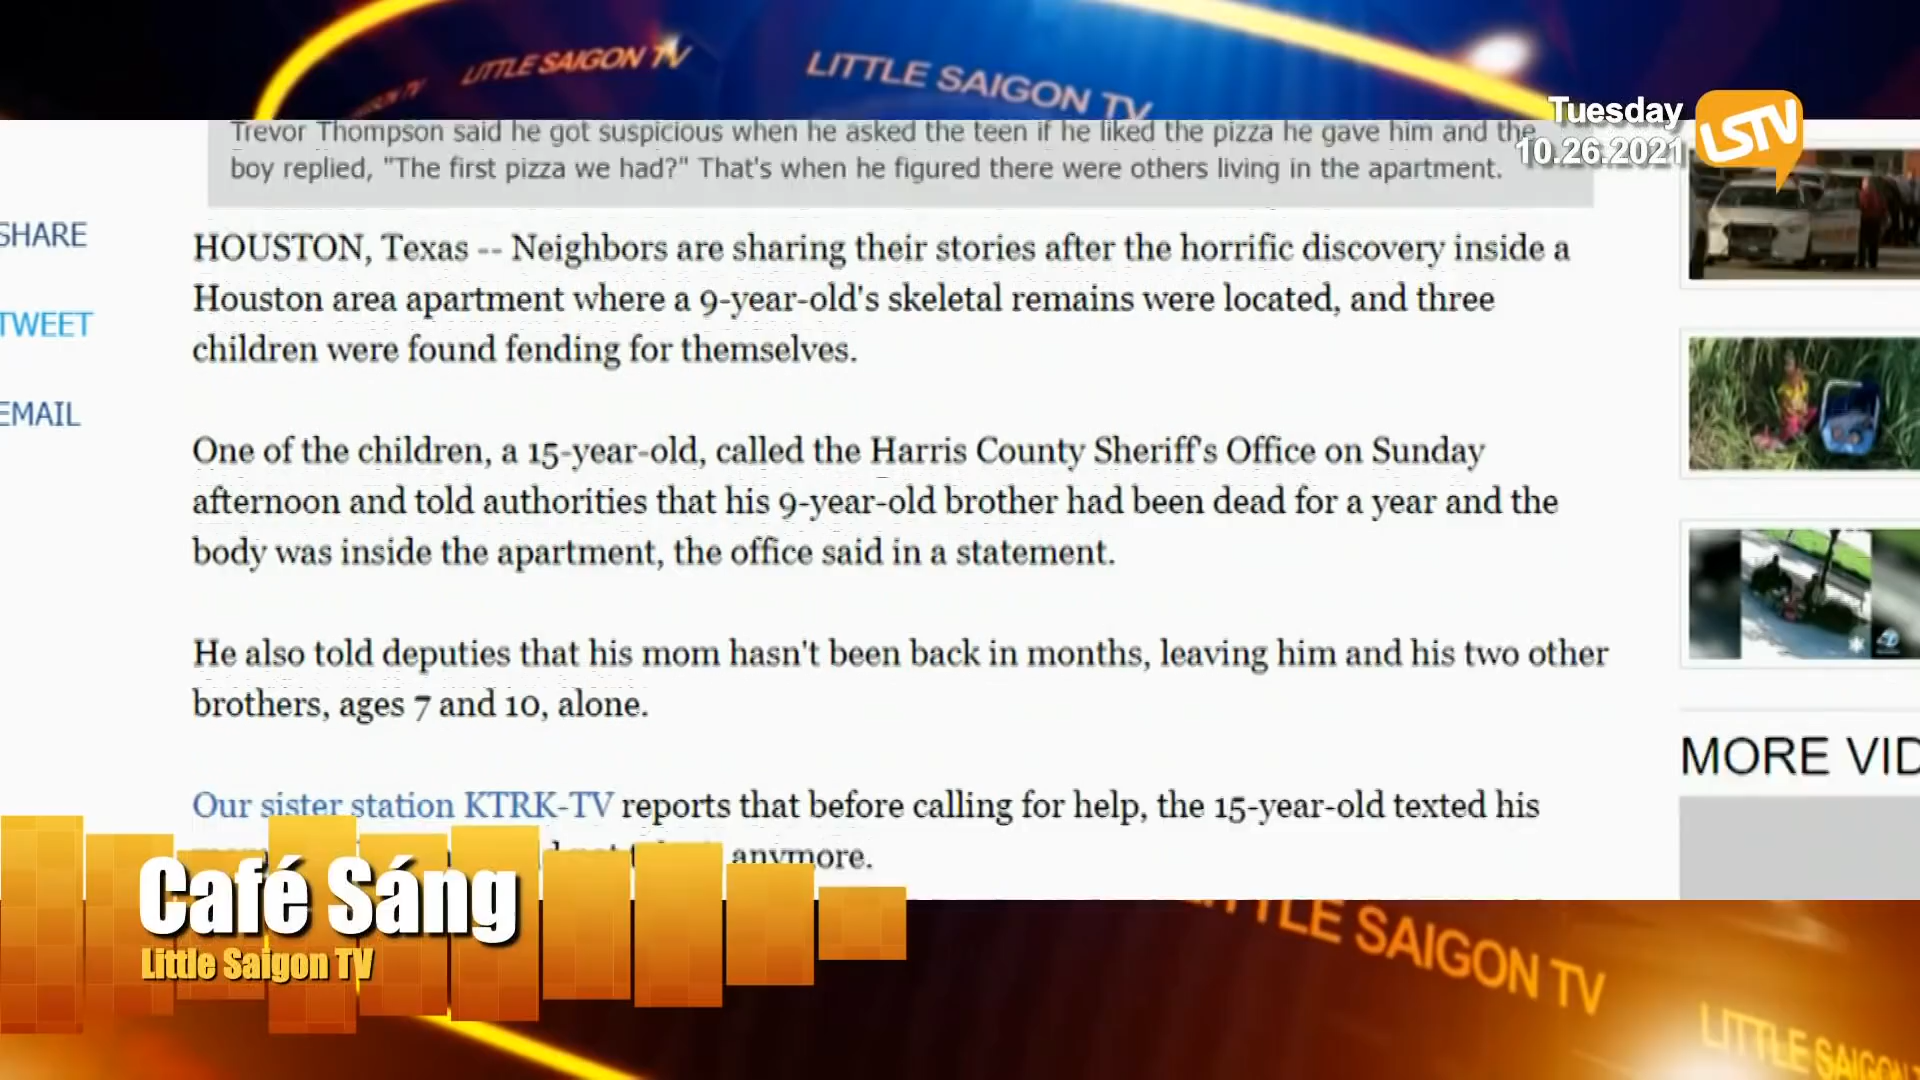 LITTLE SAIGON TV
LITTLE SAIGON TV
SAIGON TV
Tuesday
10.26.2021
LSTV
Trevor Thompson said he got suspicious when he asked the teen if he liked the pizza he gave him and the
boy replied, "The first pizza we had?" That's when he figured there were others living in the apartment.
SHARE
TWEET
EMAIL
HOUSTON, Texas -- Neighbors are sharing their stories after the horrific discovery inside a
Houston area apartment where a 9-year-old's skeletal remains were located, and three
children were found fending for themselves.
One of the children, a 15-year-old, called the Harris County Sheriff's Office on Sunday
afternoon and told authorities that his 9-year-old brother had been dead for a year and the
body was inside the apartment, the office said in a statement.
He also told deputies that his mom hasn't been back in months, leaving him and his two other
brothers, ages 7 and 10, alone.
Our sister station KTRK-TV reports that before calling for help, the 15-year-old texted his
anymore.
MORE VID
Café Sáng
Little Saigon TV
LITTLE SAIGON TV
LITTLE SAIGON